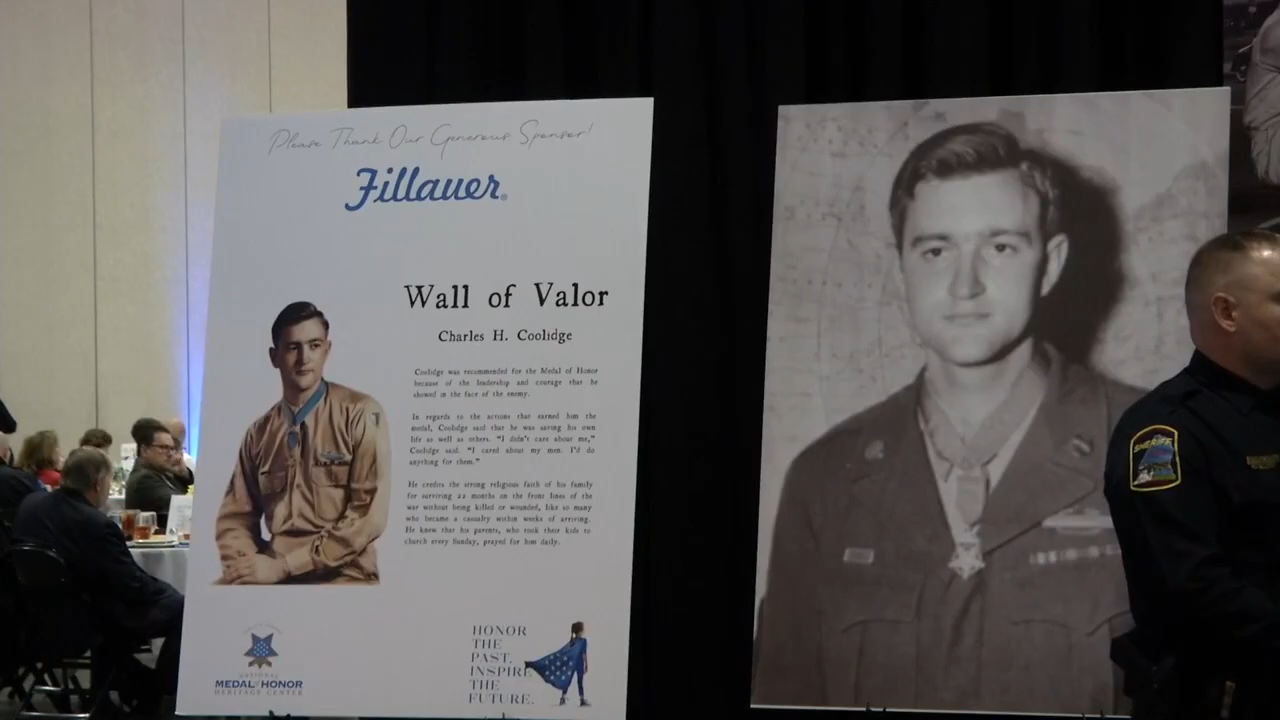 Please Thank Our Generous Sponsor!
Fillauer®
Wall of Valor
Charles H. Coolidge
Coolidge was recommended for the Medal of Honor
because of the leadership and courage that he
showed in the face of the enemy.
In regards to the actions that earned him the
medal, Coolidge said that he was saving his own
life as well as others. "I didn't care about me,"
Coolidge said. "I cared about my men. I'd do
anything for them."
He credits the strong religious faith of his family
for surviving 22 months on the front lines of the
war without being killed or wounded, like so many
who became a casualty within weeks of arriving.
He knew that his parents, who took their kids to
church every Sunday, prayed for him daily.
NATIONAL
MEDAL of HONOR
HERITAGE CENTER
HONOR
THE
PAST.
INSPIRE
THE
FUTURE.
SHERIFF